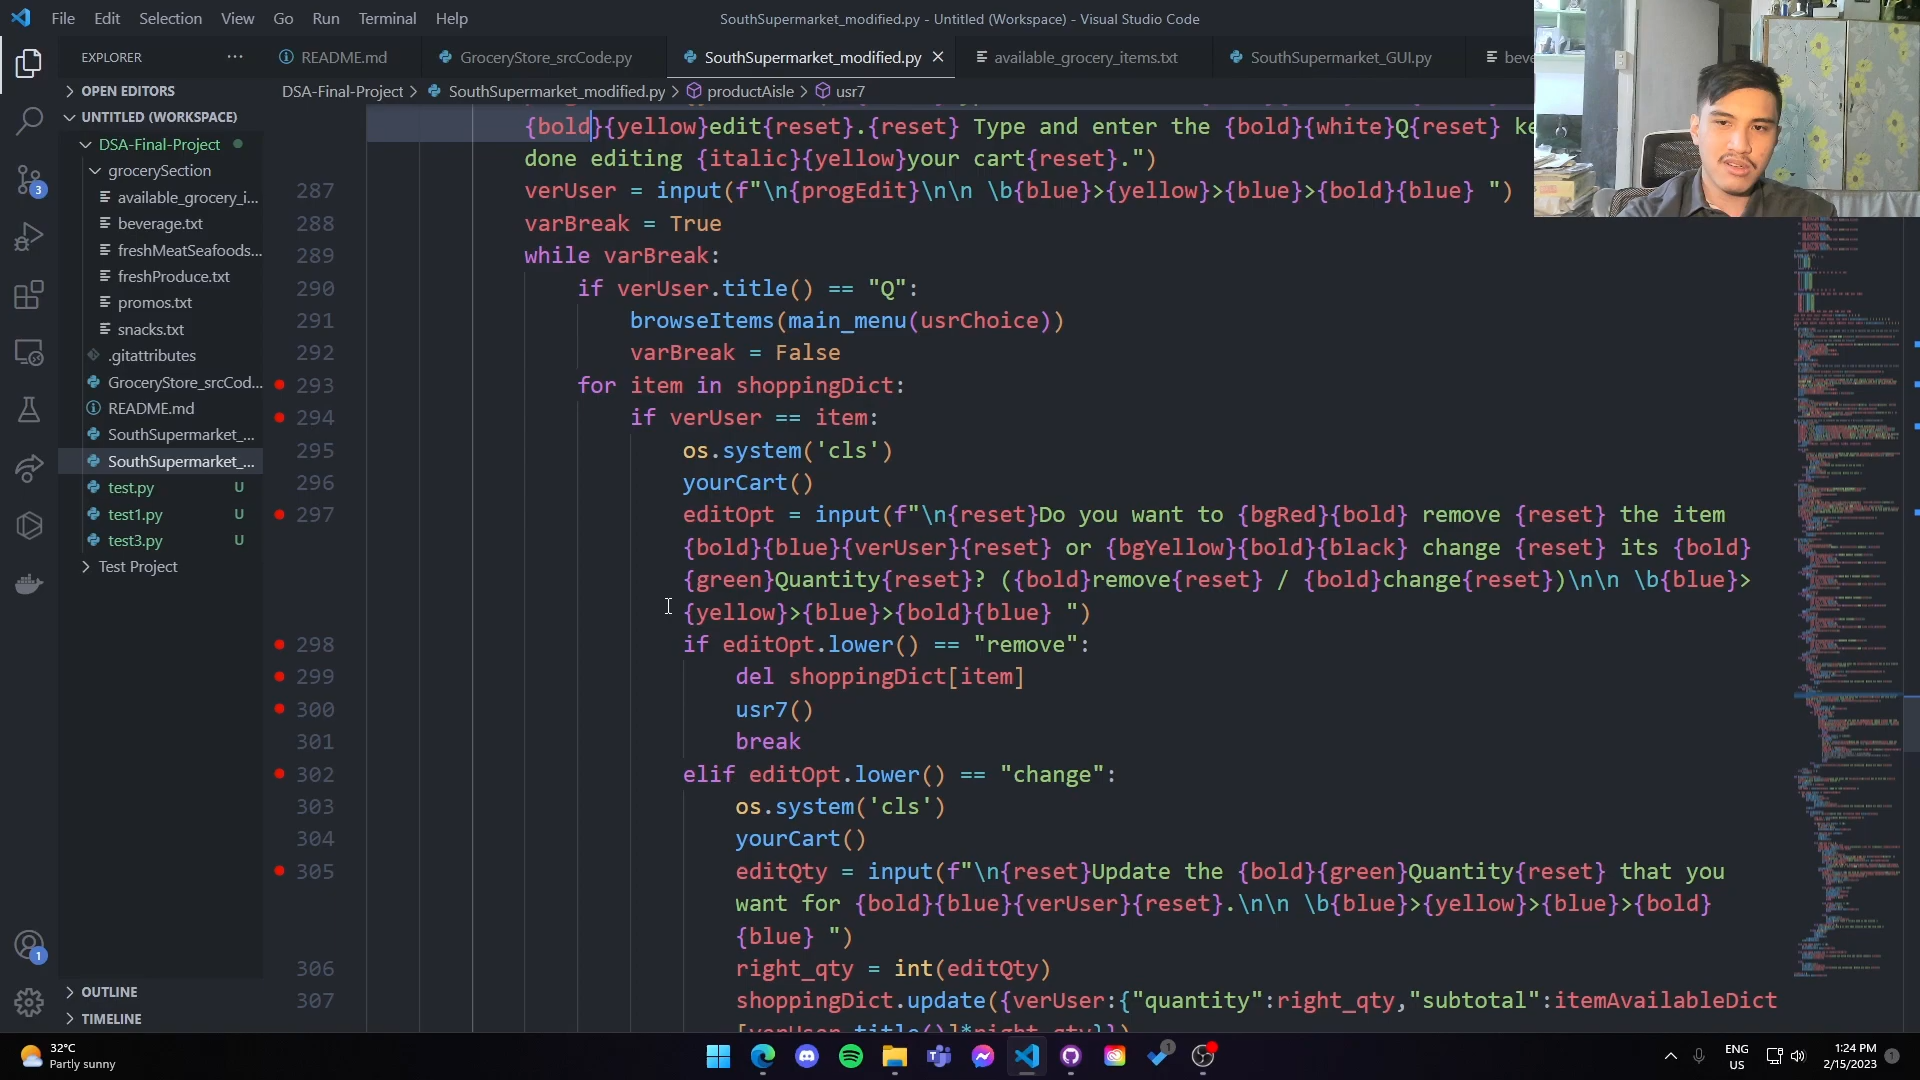 File Edit Selection View Go Run Terminal Help
SouthSupermarket_modified.py - Untitled (Workspace) - Visual Studio Code
EXPLORER ···
README.md GroceryStore_srcCode.py SouthSupermarket_modified.py available_grocery_items.txt SouthSupermarket_GUI.py beve
DSA-Final-Project > SouthSupermarket_modified.py > productAisle > usr7
OPEN EDITORS
UNTITLED (WORKSPACE)
DSA-Final-Project
grocerySection
available_grocery_i...
beverage.txt
freshMeatSeafoods...
freshProduce.txt
promos.txt
snacks.txt
.gitattributes
GroceryStore_srcCod...
README.md
SouthSupermarket_...
SouthSupermarket_...
test.py U
test1.py U
test3.py U
Test Project
OUTLINE
TIMELINE
3
1
{bold}{yellow}edit{reset}.{reset} Type and enter the {bold}{white}Q{reset} ke
done editing {italic}{yellow}your cart{reset}.")
287 verUser = input(f"\n{progEdit}\n\n \b{blue}>{yellow}>{blue}>{bold}{blue} ")
288 varBreak = True
289 while varBreak:
290 if verUser.title() == "Q":
291 browseItems(main_menu(usrChoice))
292 varBreak = False
293 for item in shoppingDict:
294 if verUser == item:
295 os.system('cls')
296 yourCart()
297 editOpt = input(f"\n{reset}Do you want to {bgRed}{bold} remove {reset} the item
{bold}{blue}{verUser}{reset} or {bgYellow}{bold}{black} change {reset} its {bold}
{green}Quantity{reset}? ({bold}remove{reset} / {bold}change{reset})\n\n \b{blue}>
{yellow}>{blue}>{bold}{blue} ")
298 if editOpt.lower() == "remove":
299 del shoppingDict[item]
300 usr7()
301 break
302 elif editOpt.lower() == "change":
303 os.system('cls')
304 yourCart()
305 editQty = input(f"\n{reset}Update the {bold}{green}Quantity{reset} that you
want for {bold}{blue}{verUser}{reset}.\n\n \b{blue}>{yellow}>{blue}>{bold}
{blue} ")
306 right_qty = int(editQty)
307 shoppingDict.update({verUser:{"quantity":right_qty,"subtotal":itemAvailableDict
[verUser.title()]*right_qty}})
32°C
Partly sunny
1
ENG
US
1:24 PM
2/15/2023
1